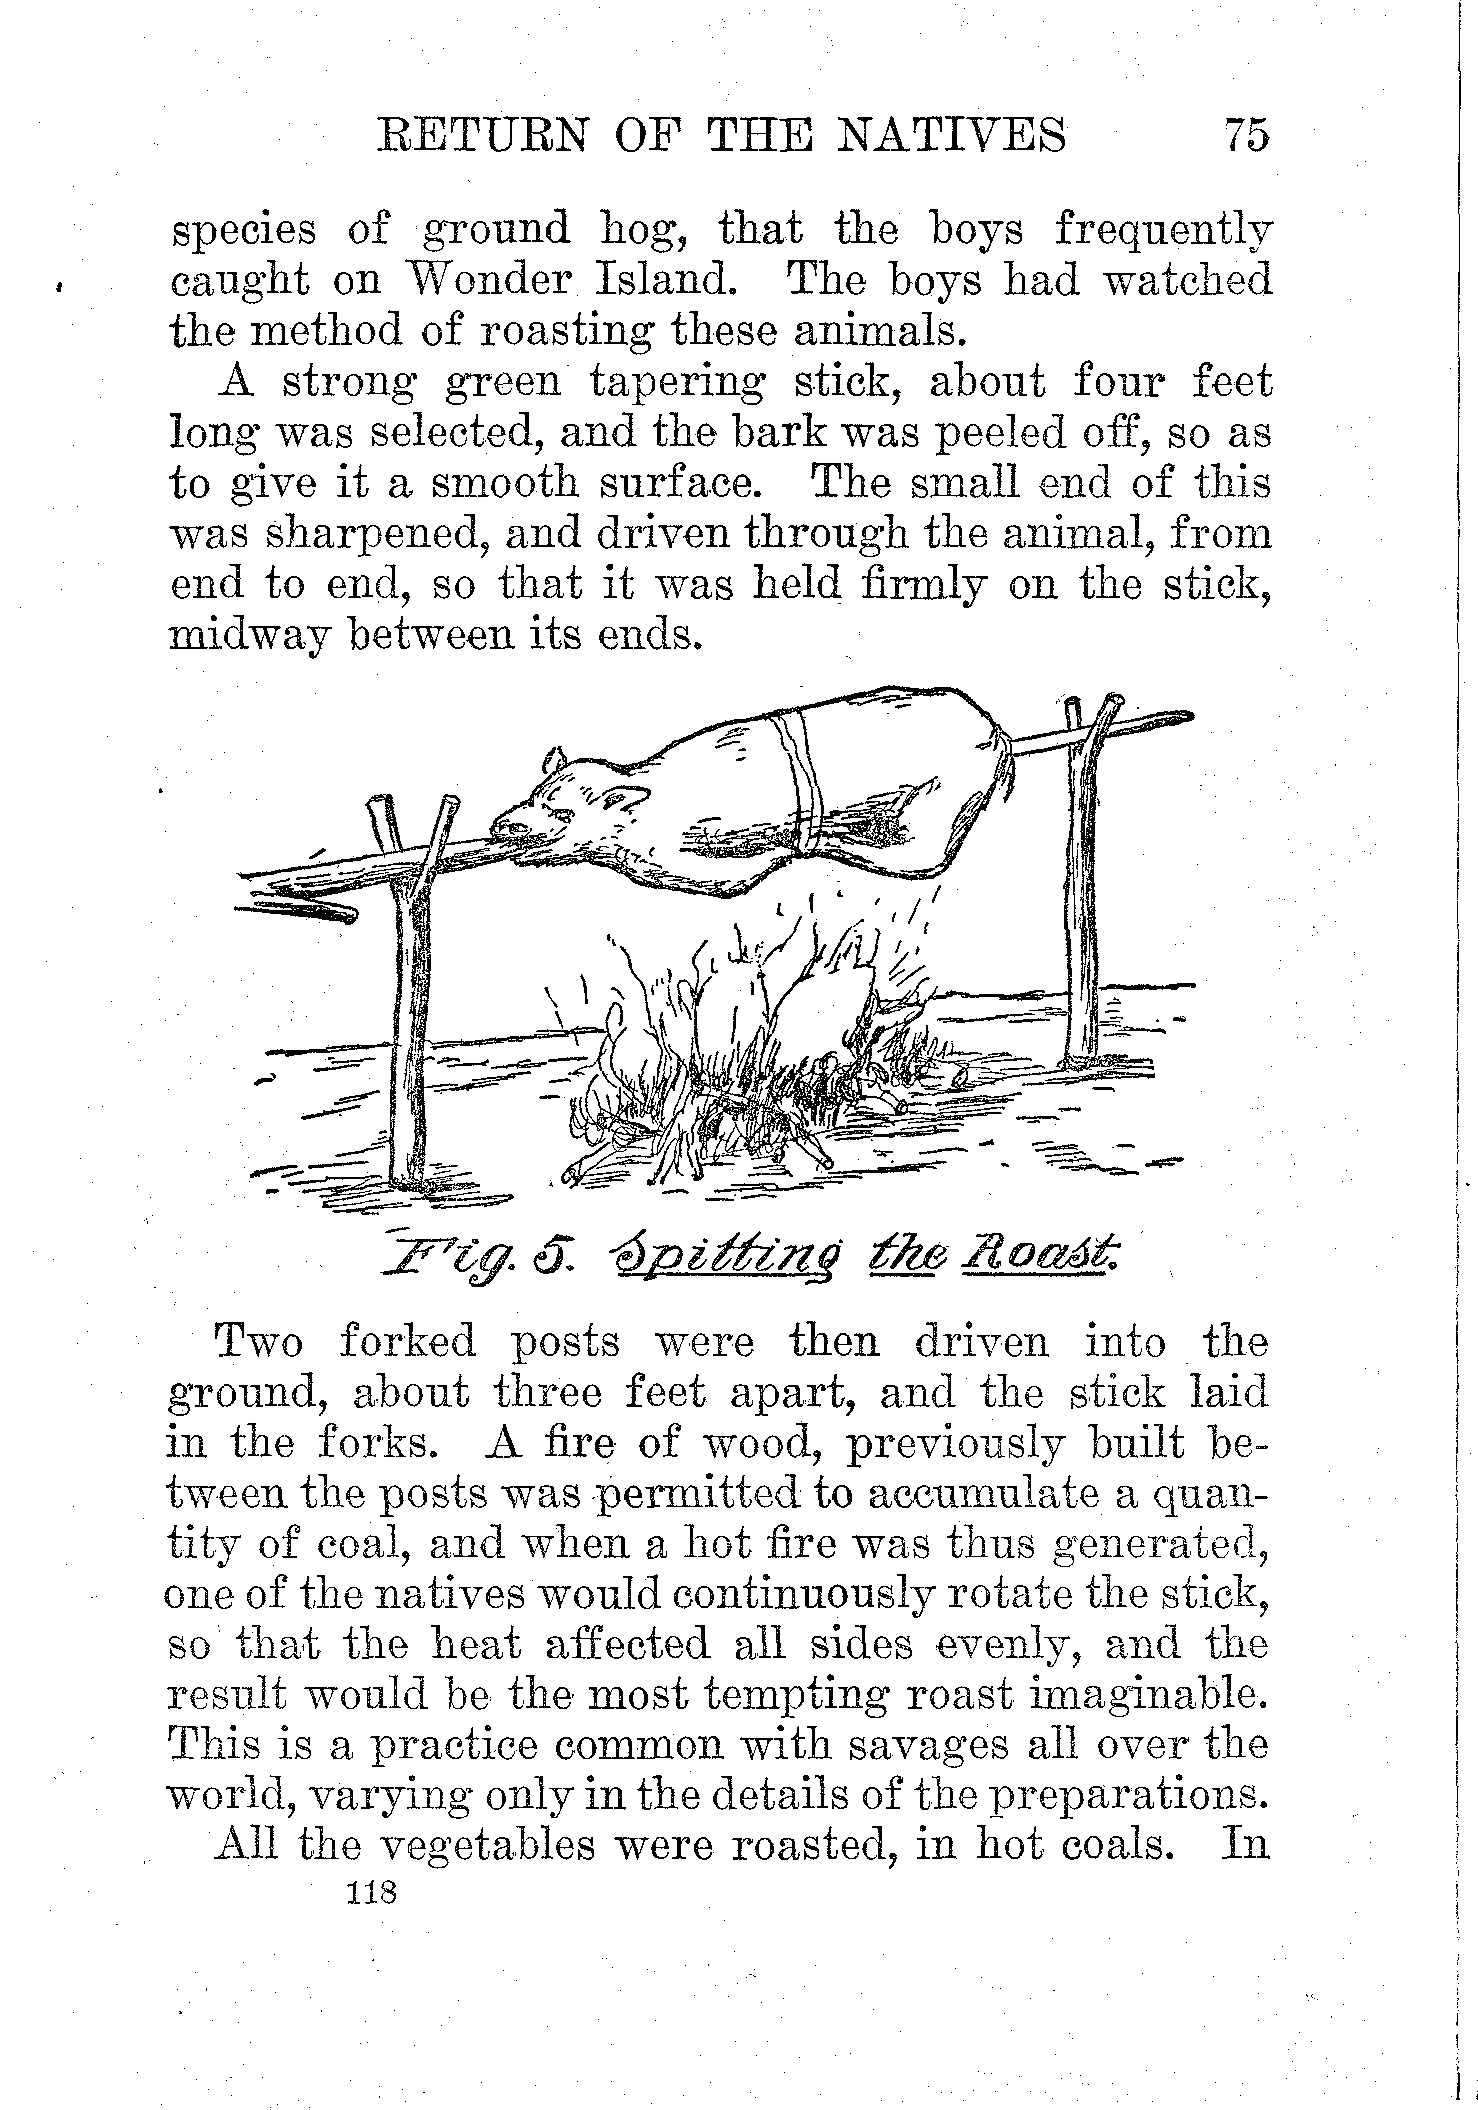 RETURN OF THE NATIVES 75
species of ground hog, that the boys frequently
caught on Wonder Island. The boys had watched
the method of roasting these animals.
A strong green tapering stick, about four feet
long was selected, and the bark was peeled off, so as
to give it a smooth surface. The small end of this
was sharpened, and driven through the animal, from
end to end, so that it was held firmly on the stick,
midway between its ends.
Fig. 5. Spitting the Roast.
Two forked posts were then driven into the
ground, about three feet apart, and the stick laid
in the forks. A fire of wood, previously built be-
tween the posts was permitted to accumulate a quan-
tity of coal, and when a hot fire was thus generated,
one of the natives would continuously rotate the stick,
so that the heat affected all sides evenly, and the
result would be the most tempting roast imaginable.
This is a practice common with savages all over the
world, varying only in the details of the preparations.
All the vegetables were roasted, in hot coals. In
118